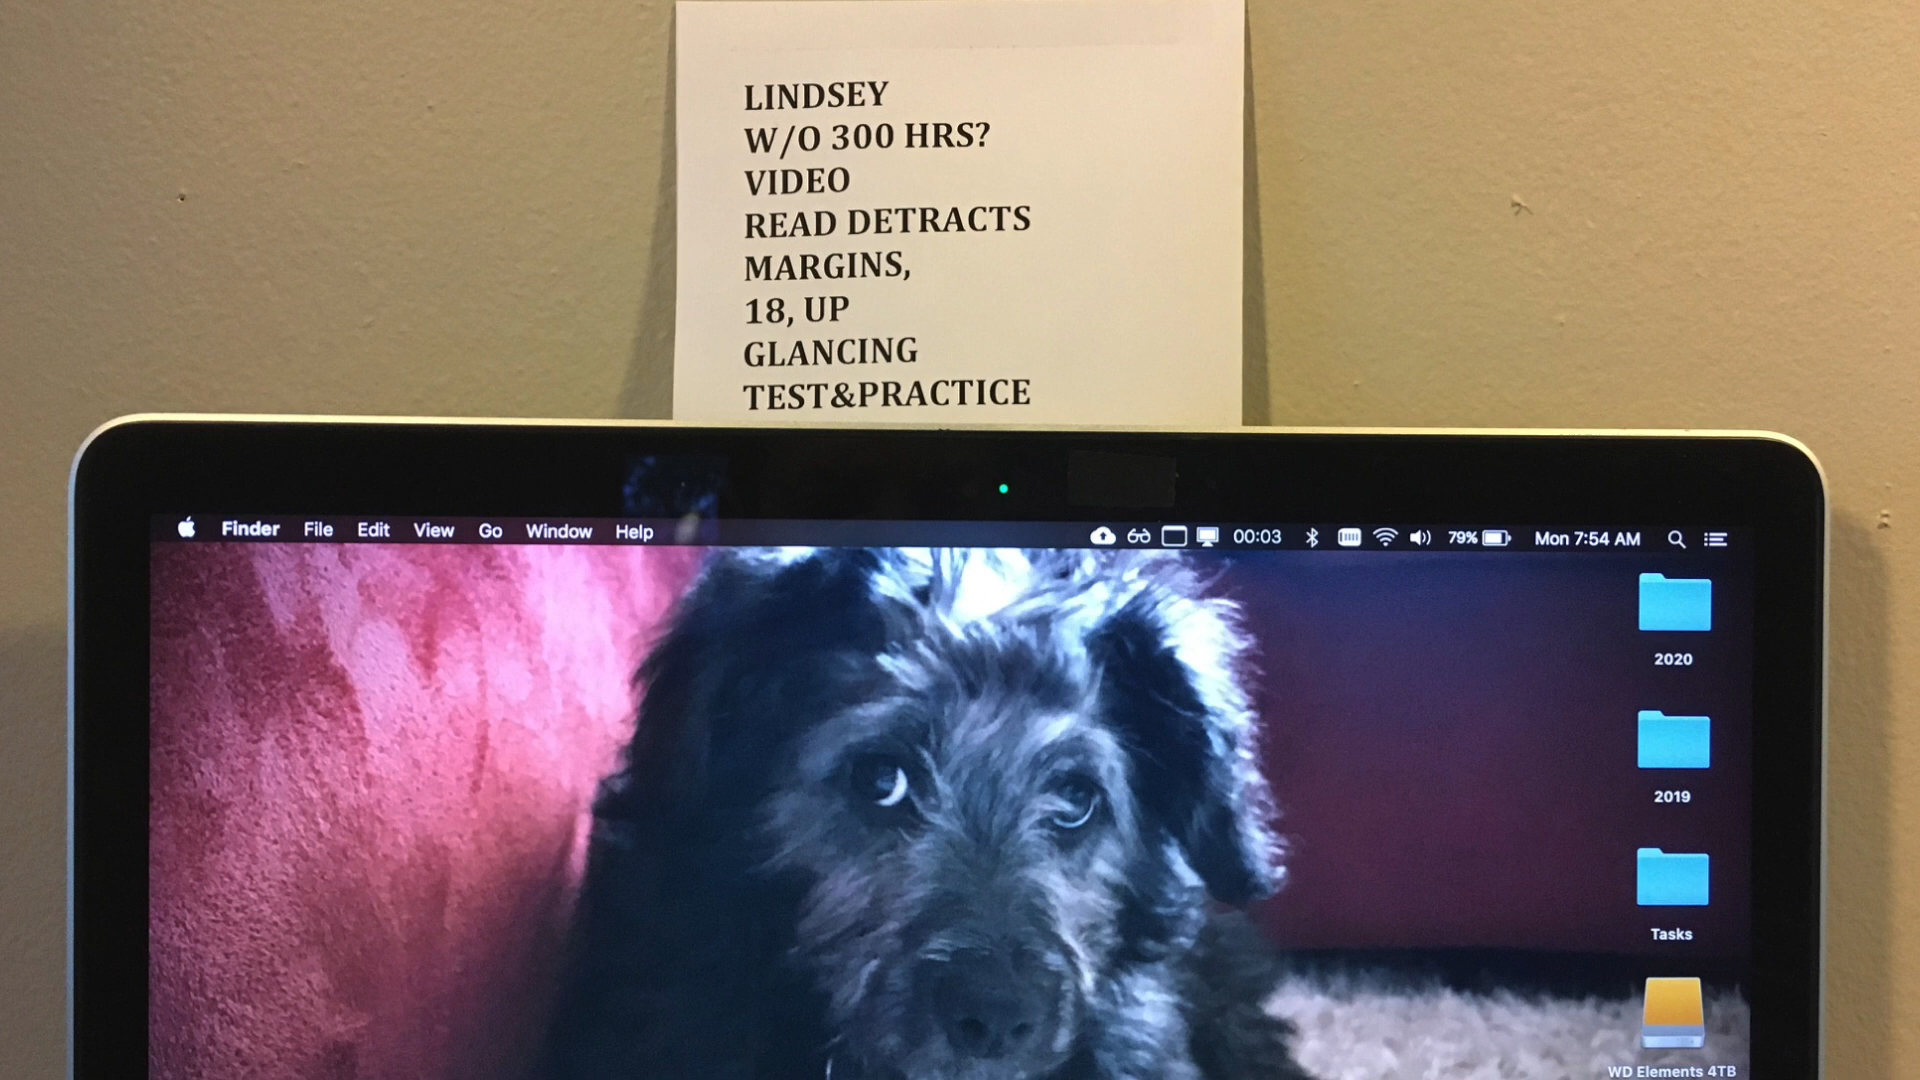 LINDSEY
W/O 300 HRS?
VIDEO
READ DETRACTS
MARGINS,
18, UP
GLANCING
TEST&PRACTICE
Finder File Edit View Go Window Help 00:03 79% Mon 7:54 AM
2020
2019
Tasks
WD Elements 4TB